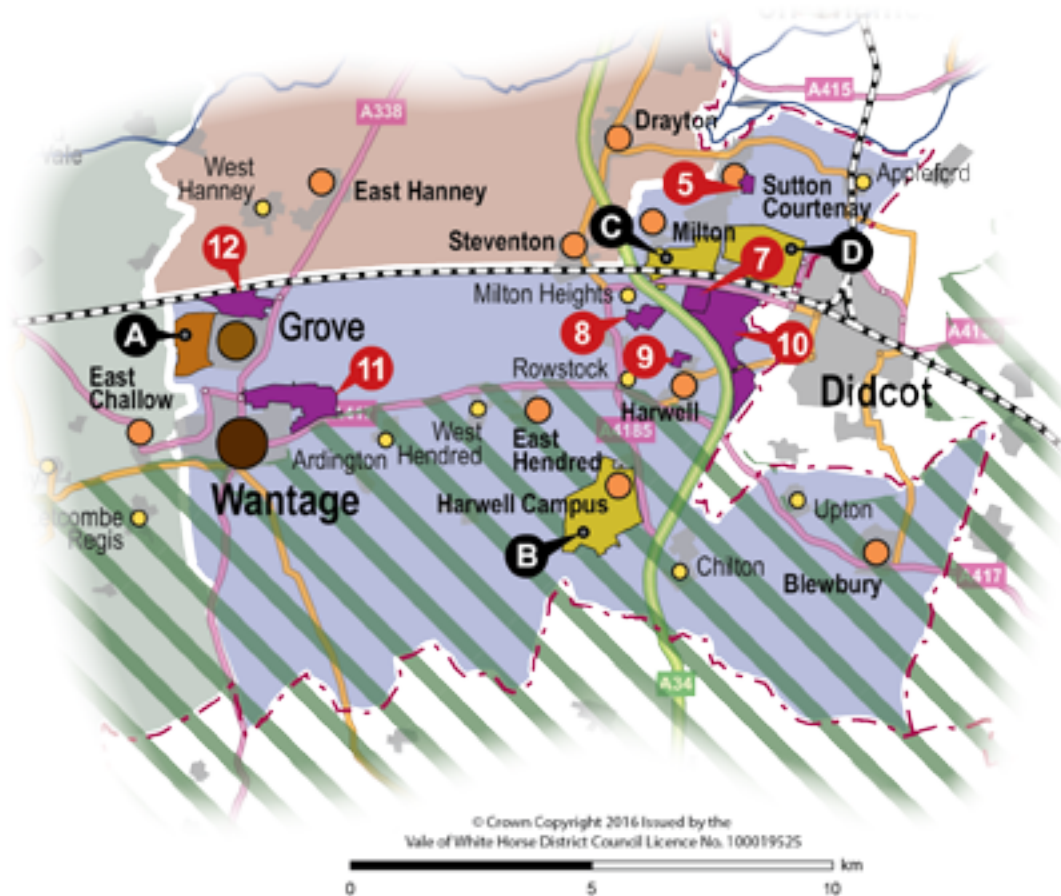 A415
A338
Drayton
Vale
West
Hanney
East Hanney
5
Sutton
Courtenay
Appleford
12
C
Milton
D
Steventon
7
Milton Heights
A
Grove
8
10
East
Challow
11
9
Rowstock
Didcot
Harwell
A4185
West
Hendred
East
Hendred
Ardington
Wantage
Harwell Campus
Upton
Regis
B
Chilton
Blewbury
A417
A34
© Crown Copyright 2016 Issued by the
Vale of White Horse District Council Licence No. 100019525
km
0 5 10